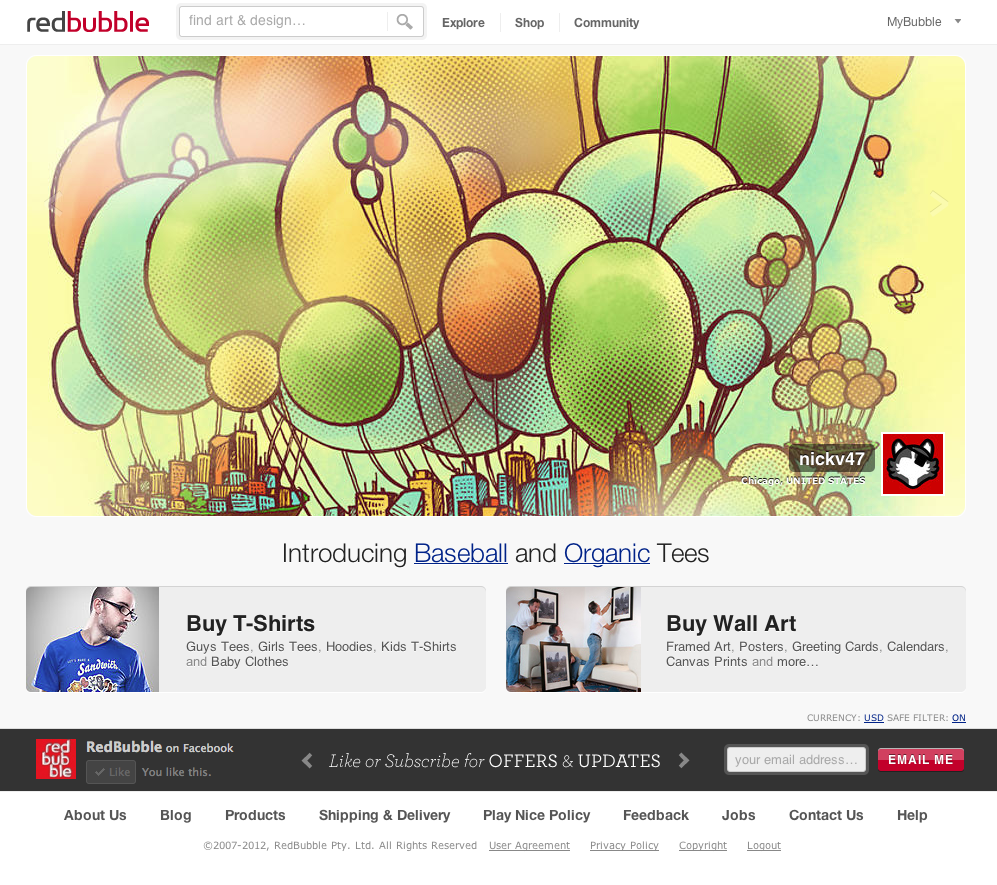 redbubble
find art & design...
Explore
Shop
Community
MyBubble
nickv47
Chicago, UNITED STATES
Introducing Baseball and Organic Tees
Buy T-Shirts
Guys Tees, Girls Tees, Hoodies, Kids T-Shirts
and Baby Clothes
Buy Wall Art
Framed Art, Posters, Greeting Cards, Calendars,
Canvas Prints and more...
Sandwich
CURRENCY: USD SAFE FILTER: ON
red
bub
ble
RedBubble on Facebook
Like
You like this.
Like or Subscribe for OFFERS & UPDATES
your email address...
EMAIL ME
About Us
Blog
Products
Shipping & Delivery
Play Nice Policy
Feedback
Jobs
Contact Us
Help
©2007-2012, RedBubble Pty. Ltd. All Rights Reserved
User Agreement
Privacy Policy
Copyright
Logout